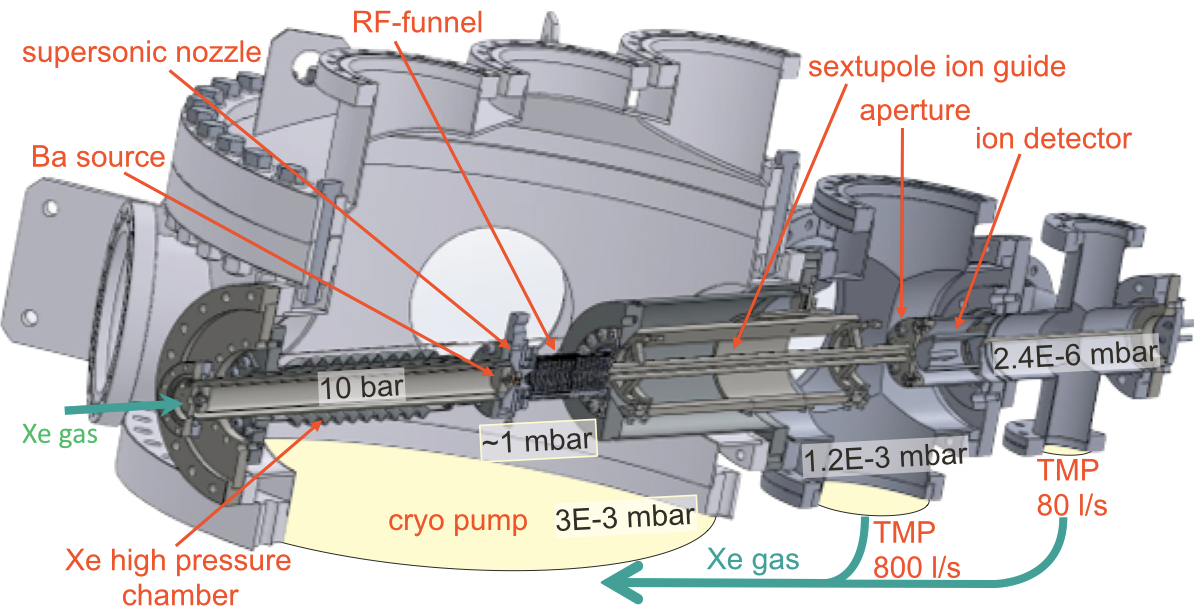 RF-funnel
supersonic nozzle
sextupole ion guide
aperture
ion detector
Ba source
10 bar
2.4E-6 mbar
Xe gas
~1 mbar
1.2E-3 mbar
TMP
80 l/s
cryo pump
3E-3 mbar
TMP
800 l/s
Xe gas
Xe high pressure
chamber